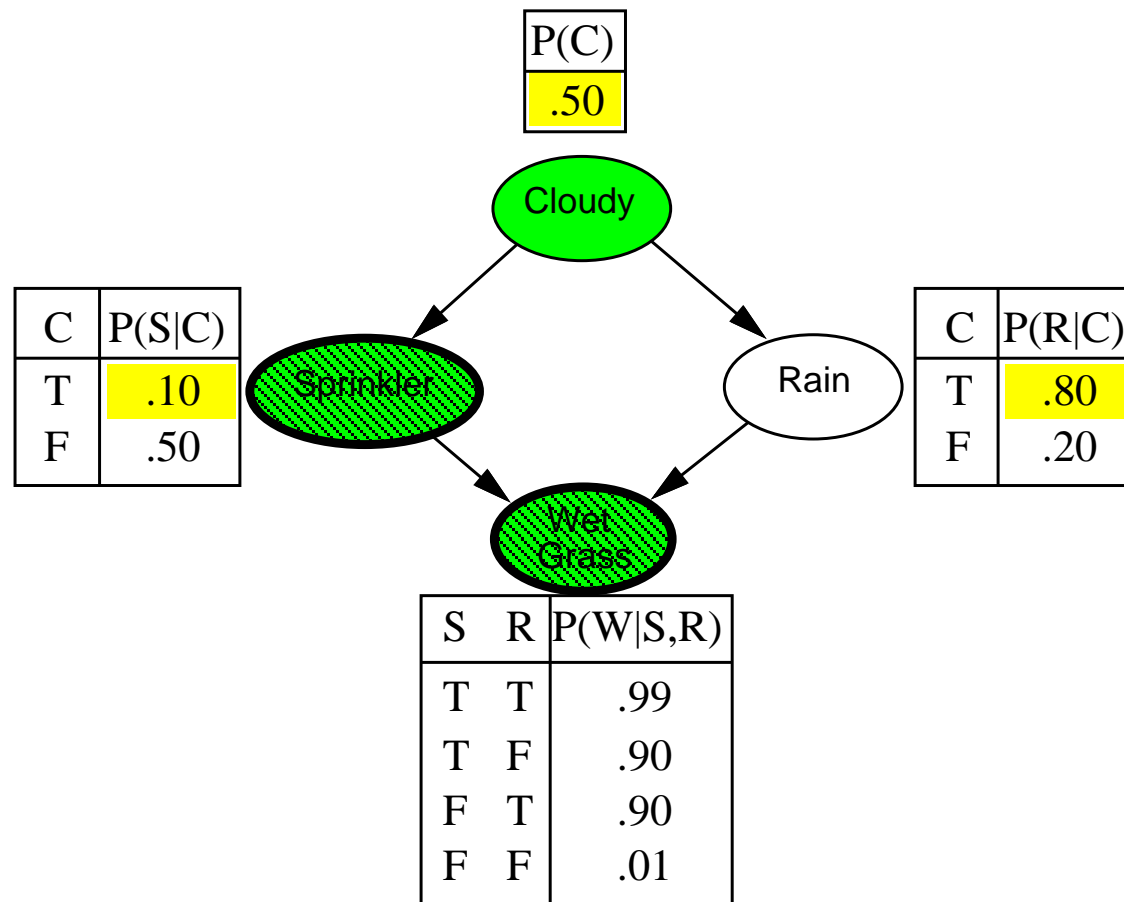 P(C)
.50
Cloudy
C P(S|C)
T .10
F .50
Sprinkler
Rain
C P(R|C)
T .80
F .20
Wet
Grass
S R P(W|S,R)
T T .99
T F .90
F T .90
F F .01